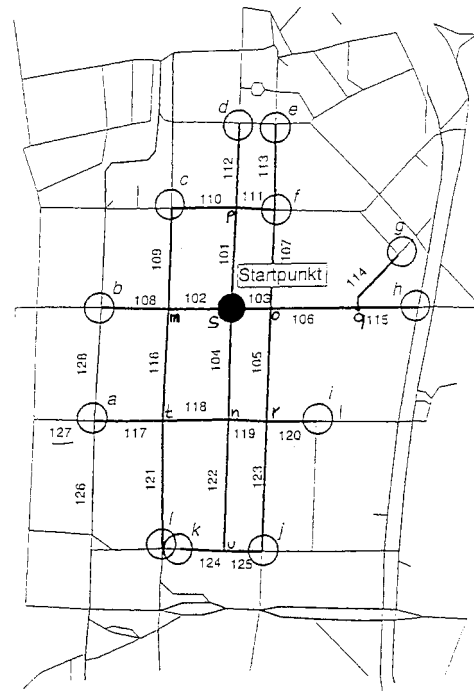 d e
112 113
c 110 111 f
p
109 101 107 g
Startpunkt 114
b 108 102 103 h
m S o 106 q 115
128 116 104 105
a 118 i
t n r
127 117 119 120
126 121 122 123
l k u j
124 125